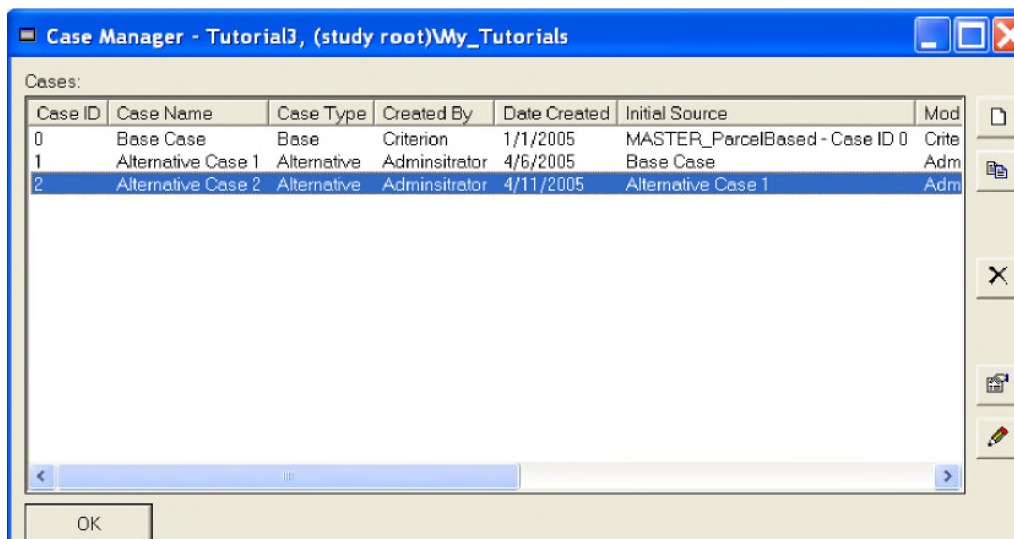 Case Manager - Tutorial3, (study root)\My_Tutorials
Cases:
Case ID Case Name Case Type Created By Date Created Initial Source Mod
0 Base Case Base Criterion 1/1/2005 MASTER_ParcelBased - Case ID 0 Crite
1 Alternative Case 1 Alternative Adminsitrator 4/6/2005 Base Case Adm
2 Alternative Case 2 Alternative Adminsitrator 4/11/2005 Alternative Case 1 Adm
OK